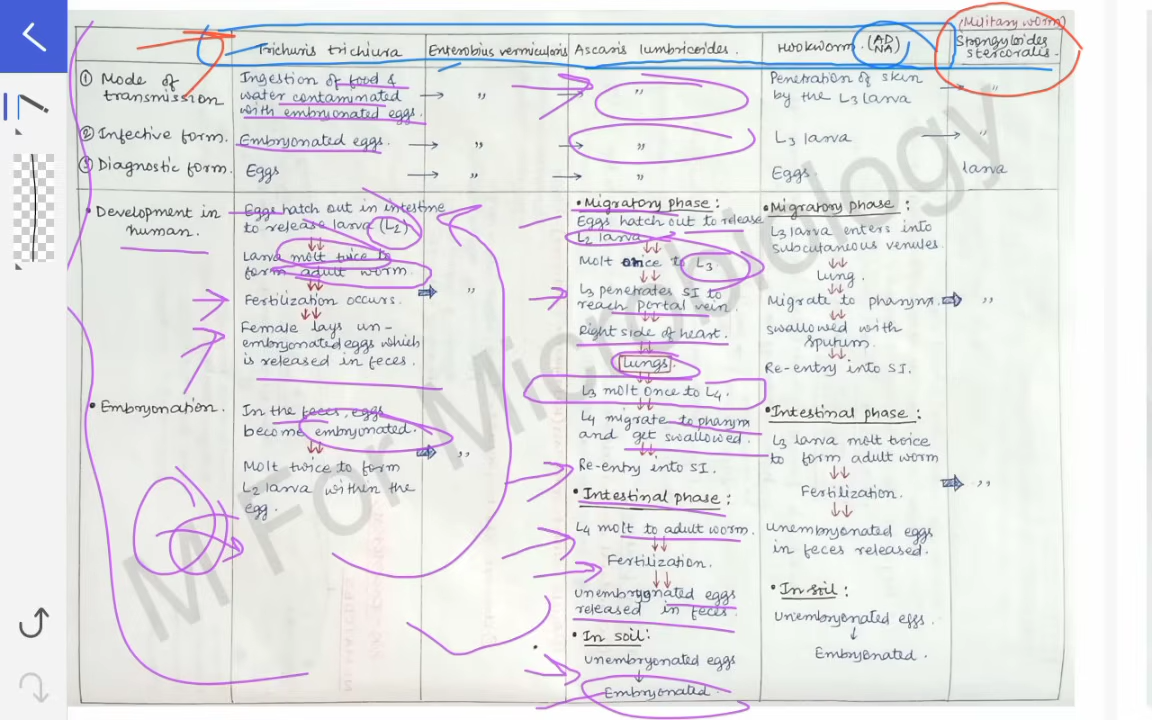 (Military worm)
Trichuris trichiura
Enterobius vermicularis
Ascaris lumbricoides.
Hookworm. (AD
NA)
Strongyloides
stercoralis.
① Mode of
transmission
Ingestion of food &
water contaminated
with embryonated eggs.
→ "
→ "
Penetration of skin
by the L3 larva
→ "
② Infective form.
Embryonated eggs.
→ "
→ "
L3 larva
→ "
③ Diagnostic form.
Eggs
→ "
→ "
Eggs.
larva
• Development in
human.
Eggs hatch out in intestine
to release larva (L2)
↓↓
Larva molt twice to
form adult worm.
↓↓
Fertilization occurs.
↓↓
Female lays un-
embryonated eggs which
is released in feces.
⇒ "
• Migratory phase:
Eggs hatch out to release
L2 larva
↓↓
Molt once to L3
↓↓
L3 penetrates SI to
reach portal vein.
↓↓
Right side of heart.
↓↓
Lungs.
↓↓
L3 molt once to L4.
↓↓
L4 migrate to pharynx
and get swallowed.
↓↓
Re-entry into SI.
• Intestinal phase:
L4 molt to adult worm.
↓↓
Fertilization.
↓↓
unembryonated eggs
released in feces.
• In soil:
unembryonated eggs
↓
Embryonated.
• Migratory phase:
L3 larva enters into
subcutaneous venules.
↓↓
Lung.
↓↓
Migrate to pharynx.
↓↓
swallowed with
sputum.
↓↓
Re-entry into SI.
⇒ "
• Intestinal phase:
L3 larva molt twice
to form adult worm
↓↓
Fertilization.
↓↓
unembryonated eggs
in feces released.
⇒ "
• In soil:
unembryonated eggs.
↓
Embryonated.
• Embryonation.
In the feces, eggs
become embryonated.
↓↓
Molt twice to form
L2 larva within the
egg.
⇒ "
M For Microbiology